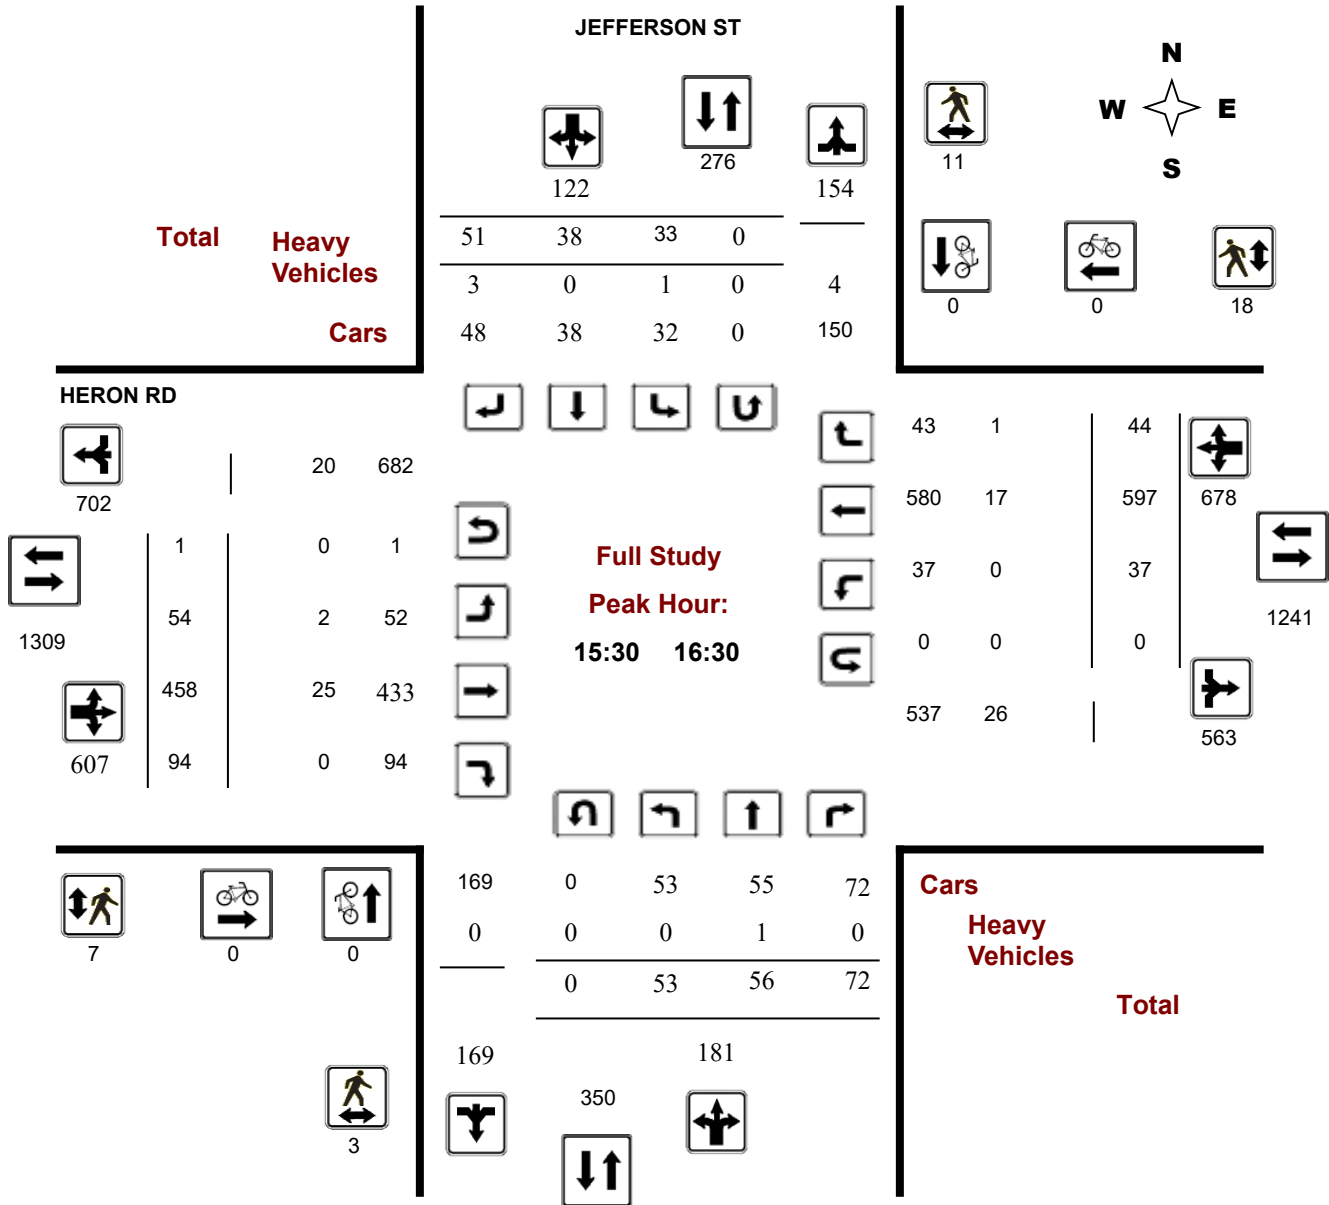 JEFFERSON ST
N
W E
S
122
276
154
11
Total
Heavy
Vehicles
Cars
51 38 33 0
3 0 1 0 4
48 38 32 0 150
0 0 18
HERON RD
702
20 682
1 0 1
54 2 52
1309
458 25 433
607
94 0 94
Full Study
Peak Hour:
15:30 16:30
43 1 44
580 17 597 678
37 0 37
1241
0 0 0
537 26
563
7 0 0
3
169 0 53 55 72
0 0 0 1 0
0 53 56 72
169 181
350
Cars
Heavy
Vehicles
Total